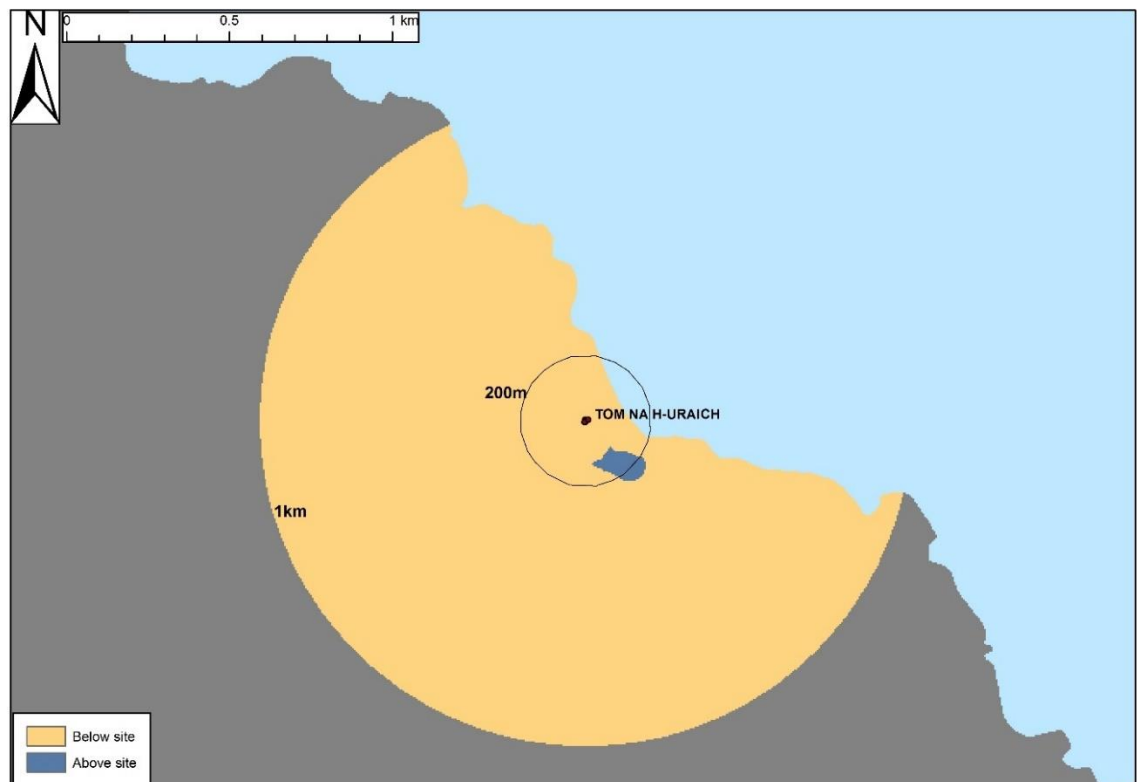 N
0 0.5 1 km
200m
TOM NA H-URAICH
1km
Below site
Above site